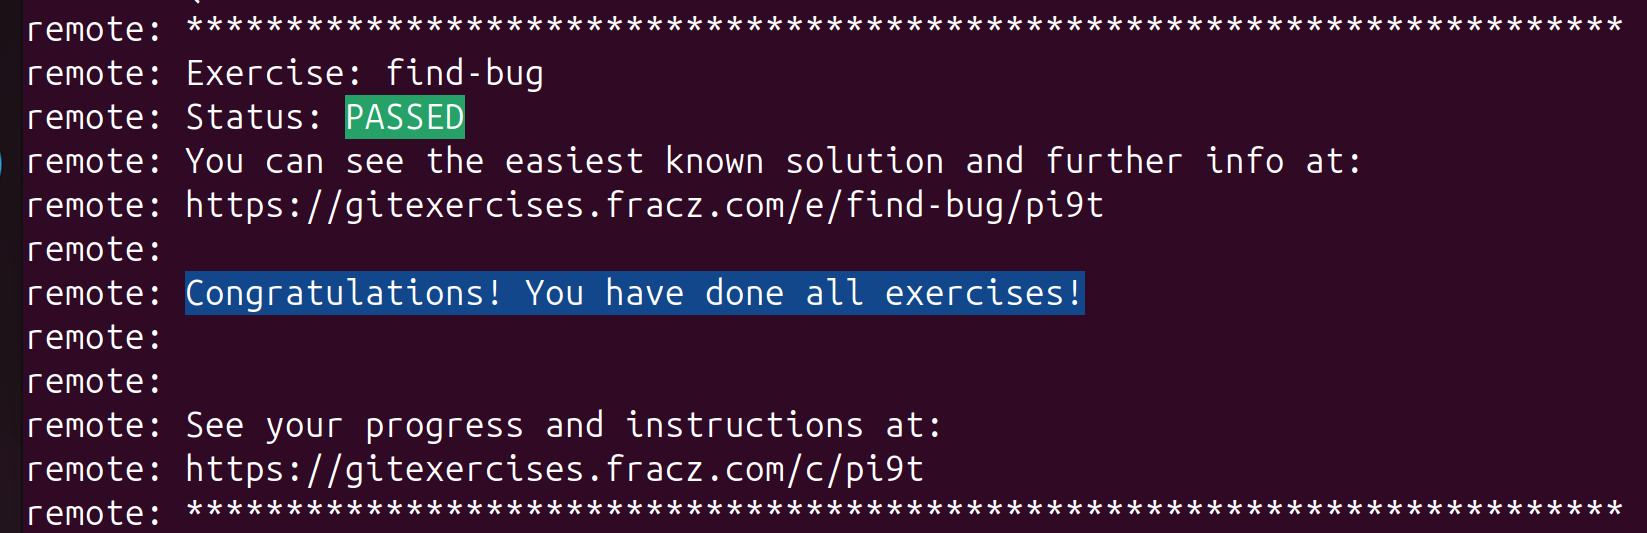 remote: ************************************************************************
remote: Exercise: find-bug
remote: Status: PASSED
remote: You can see the easiest known solution and further info at:
remote: https://gitexercises.fracz.com/e/find-bug/pi9t
remote:
remote: Congratulations! You have done all exercises!
remote:
remote:
remote: See your progress and instructions at:
remote: https://gitexercises.fracz.com/c/pi9t
remote: ************************************************************************